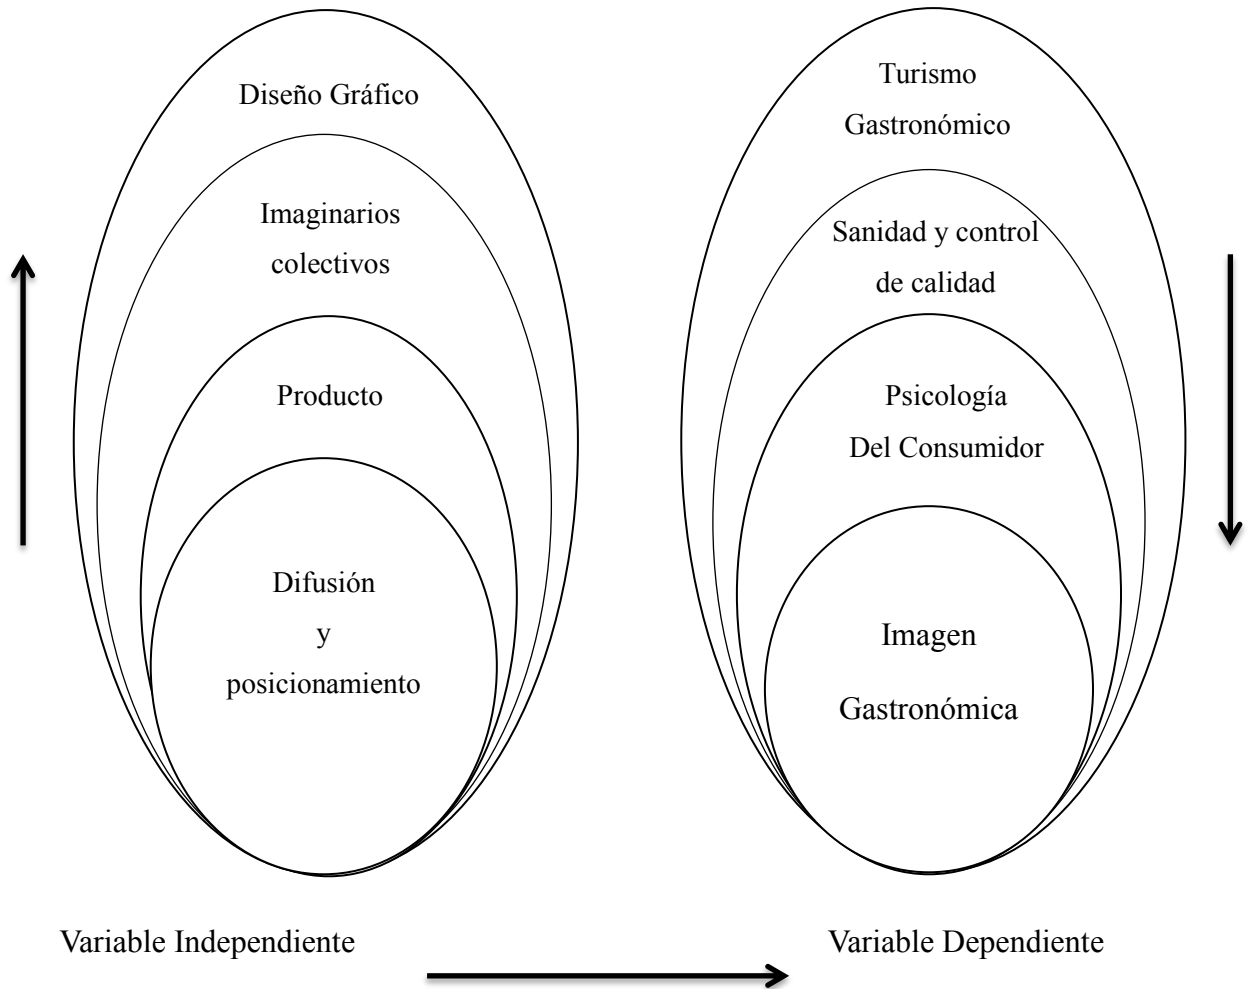 Diseño Gráfico
Imaginarios
colectivos
Producto
Difusión
y
posicionamiento
Turismo
Gastronómico
Sanidad y control
de calidad
Psicología
Del Consumidor
Imagen
Gastronómica
Variable Independiente
Variable Dependiente